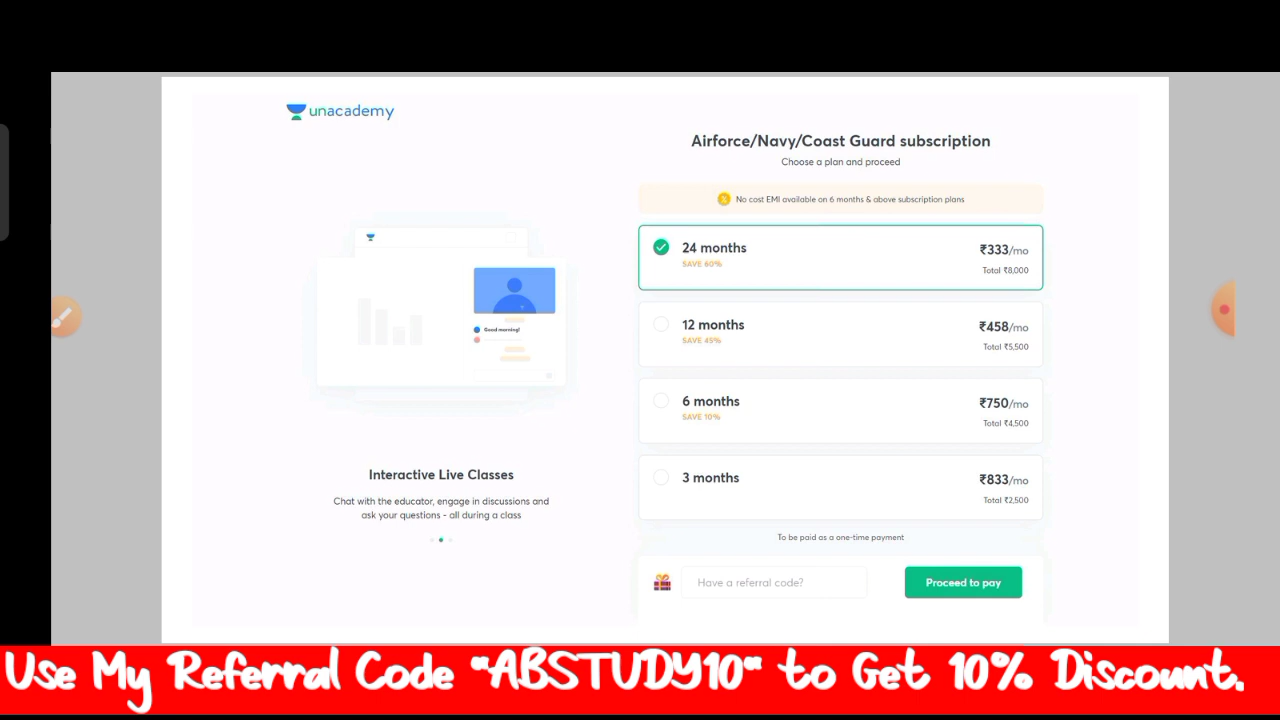 unacademy
Airforce/Navy/Coast Guard subscription
Choose a plan and proceed
No cost EMI available on 6 months & above subscription plans
24 months
₹333/mo
SAVE 60%
Total ₹8,000
12 months
₹458/mo
SAVE 45%
Total ₹5,500
6 months
₹750/mo
SAVE 10%
Total ₹4,500
3 months
₹833/mo
Total ₹2,500
To be paid as a one-time payment
Have a referral code?
Proceed to pay
Good morning!
Interactive Live Classes
Chat with the educator, engage in discussions and
ask your questions - all during a class
Use My Referral Code "ABSTUDY10" to Get 10% Discount.